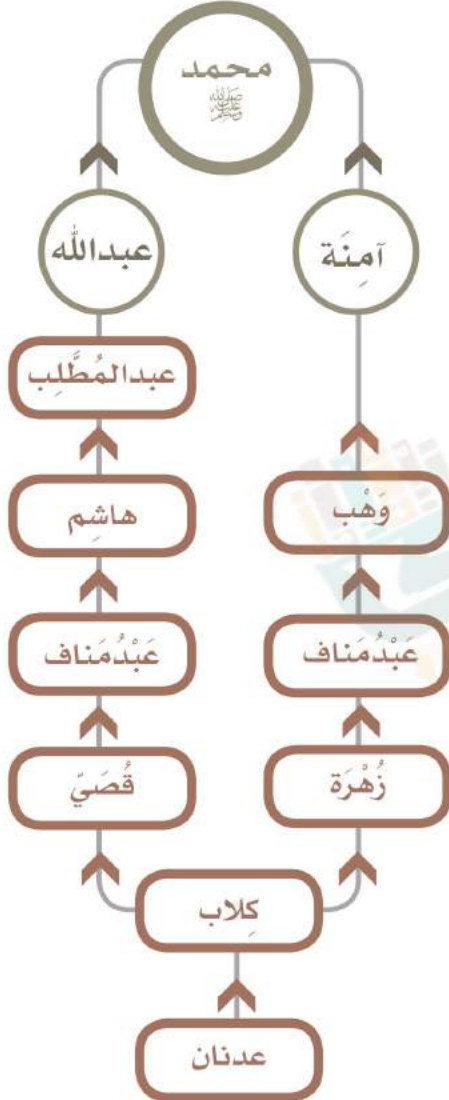 محمد
ﷺ
آمِنَة
عبدالله
عبدالمُطَّلِب
وَهْب
هاشِم
عَبْدُمَناف
عَبْدُمَناف
زُهْرَة
قُصَيّ
كِلاب
عدنان